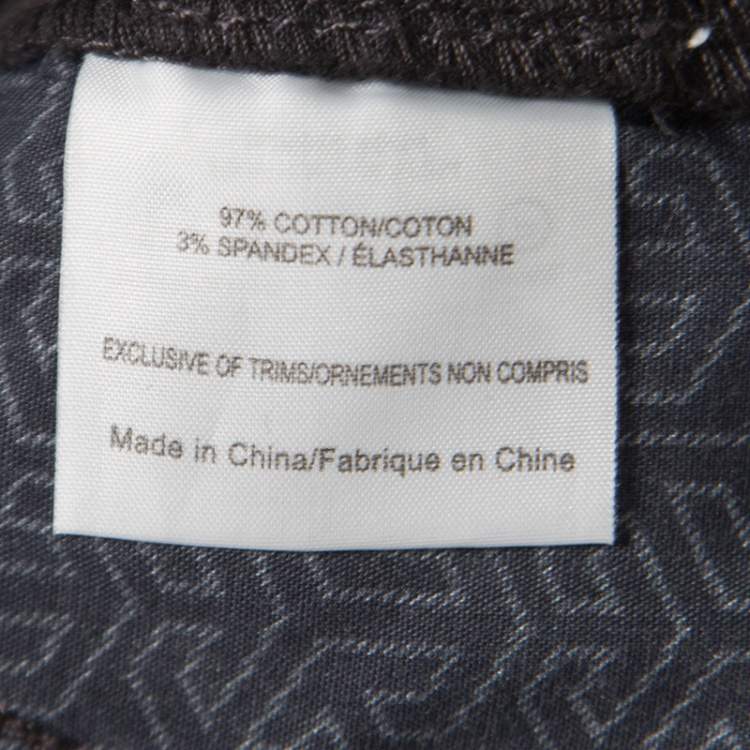 97% COTTON/COTON
3% SPANDEX / ÉLASTHANNE
EXCLUSIVE OF TRIMS/ORNEMENTS NON COMPRIS
Made in China/Fabrique en Chine